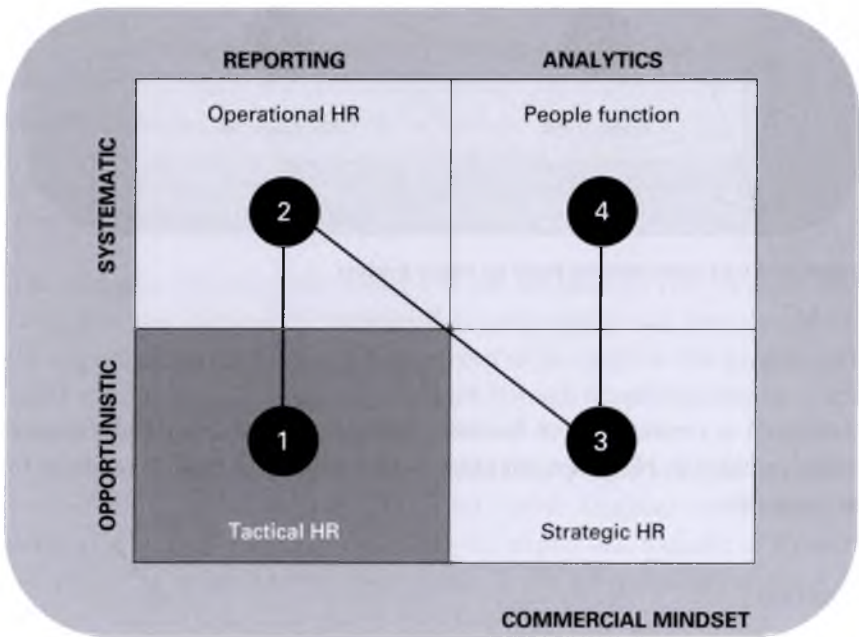 REPORTING ANALYTICS
SYSTEMATIC
Operational HR People function
2 4
OPPORTUNISTIC
1 3
Tactical HR Strategic HR
COMMERCIAL MINDSET